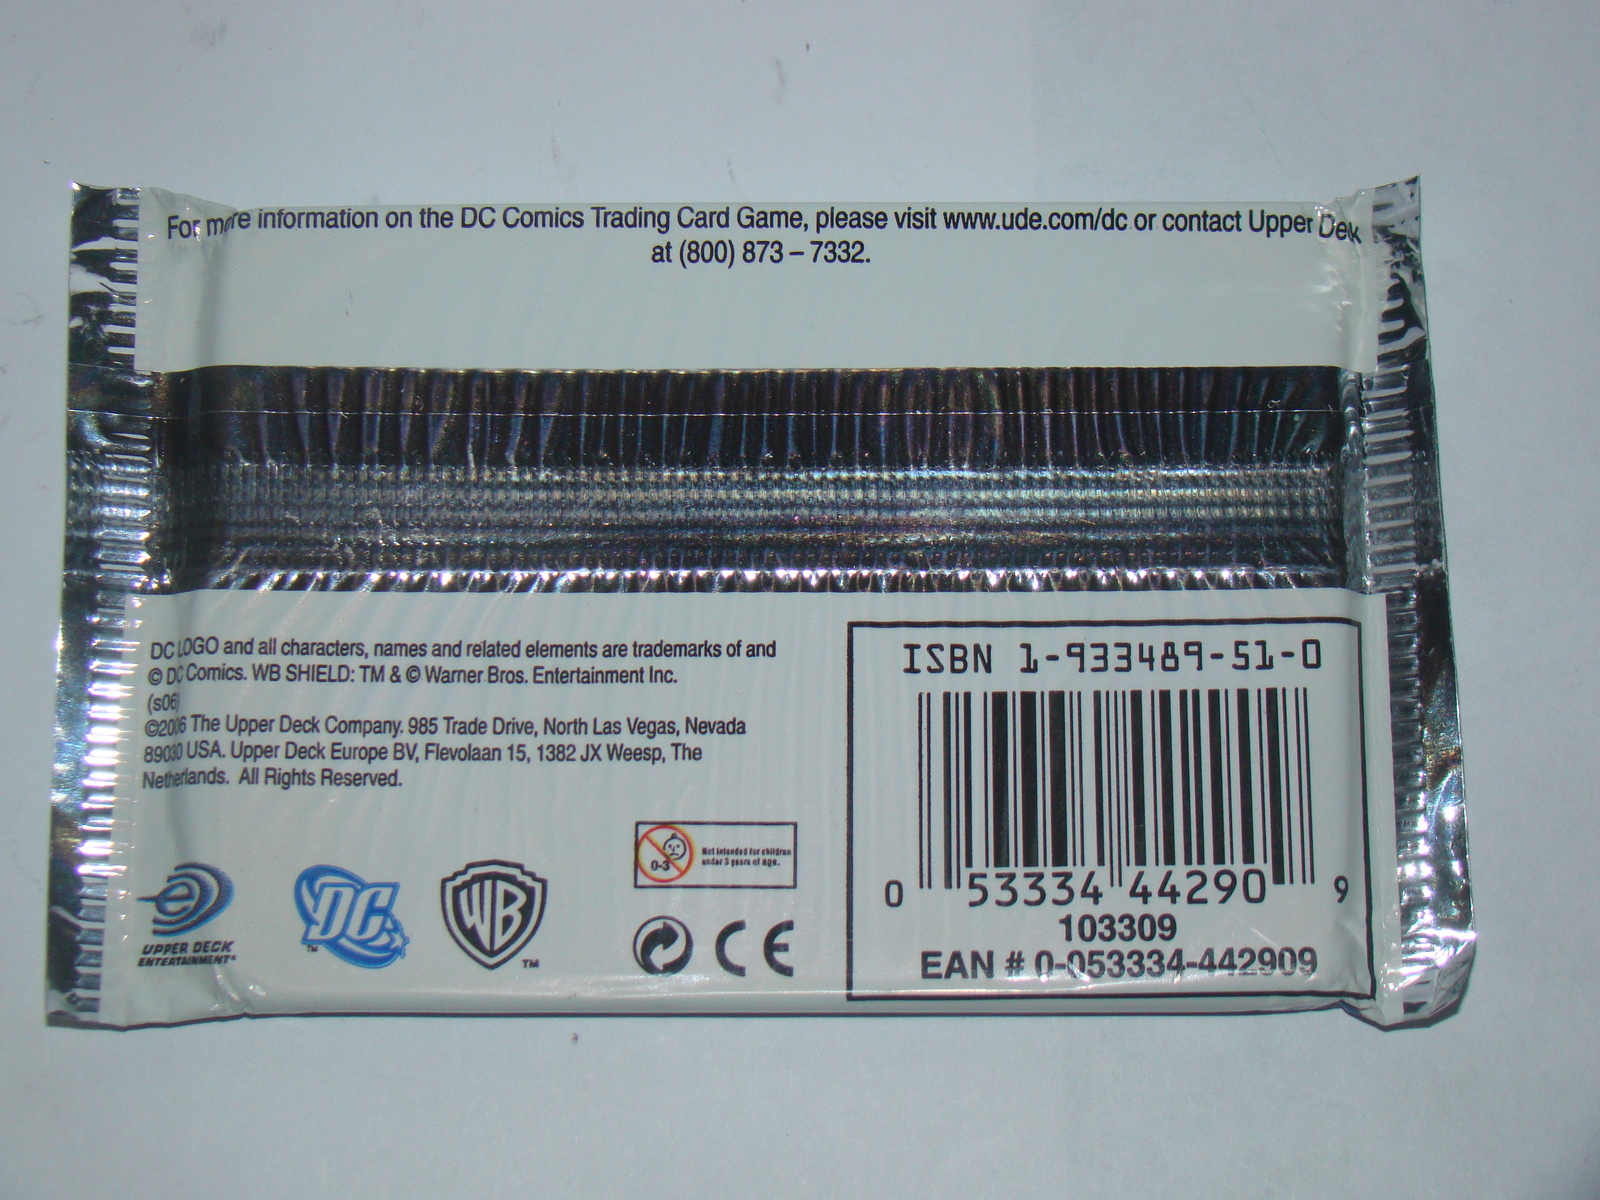 For more information on the DC Comics Trading Card Game, please visit www.ude.com/dc or contact Upper Deck
at (800) 873 – 7332.
DC LOGO and all characters, names and related elements are trademarks of and
© DC Comics. WB SHIELD: TM & © Warner Bros. Entertainment Inc.
(s06)
©2006 The Upper Deck Company. 985 Trade Drive, North Las Vegas, Nevada
89030 USA. Upper Deck Europe BV, Flevolaan 15, 1382 JX Weesp, The
Netherlands. All Rights Reserved.
0-3
Not intended for children
under 3 years of age.
e
UPPER DECK
ENTERTAINMENT®
DC
TM
WB
TM
CE
ISBN 1-933489-51-0
0 53334 44290 9
103309
EAN # 0-053334-442909